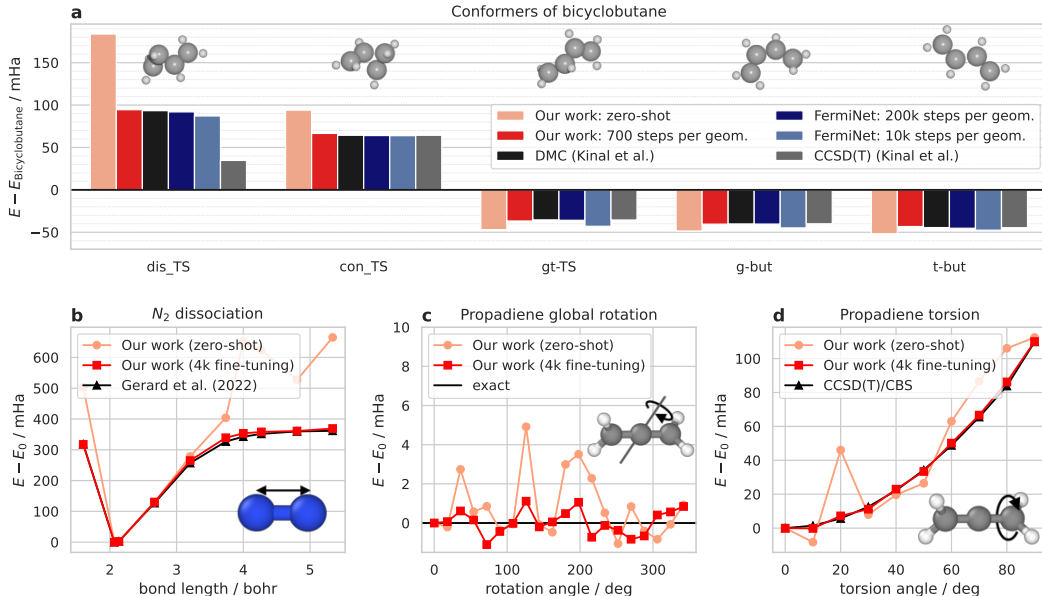 a
Conformers of bicyclobutane
E − E_Bicyclobutane / mHa
150
100
50
0
−50
Our work: zero-shot
Our work: 700 steps per geom.
DMC (Kinal et al.)
FermiNet: 200k steps per geom.
FermiNet: 10k steps per geom.
CCSD(T) (Kinal et al.)
dis_TS
con_TS
gt-TS
g-but
t-but
b
N₂ dissociation
E − E₀ / mHa
600
500
400
300
200
100
0
Our work (zero-shot)
Our work (4k fine-tuning)
Gerard et al. (2022)
2
3
4
5
bond length / bohr
c
Propadiene global rotation
E − E₀ / mHa
10
8
6
4
2
0
Our work (zero-shot)
Our work (4k fine-tuning)
exact
0
100
200
300
rotation angle / deg
d
Propadiene torsion
E − E₀ / mHa
120
100
80
60
40
20
0
Our work (zero-shot)
Our work (4k fine-tuning)
CCSD(T)/CBS
0
20
40
60
80
torsion angle / deg